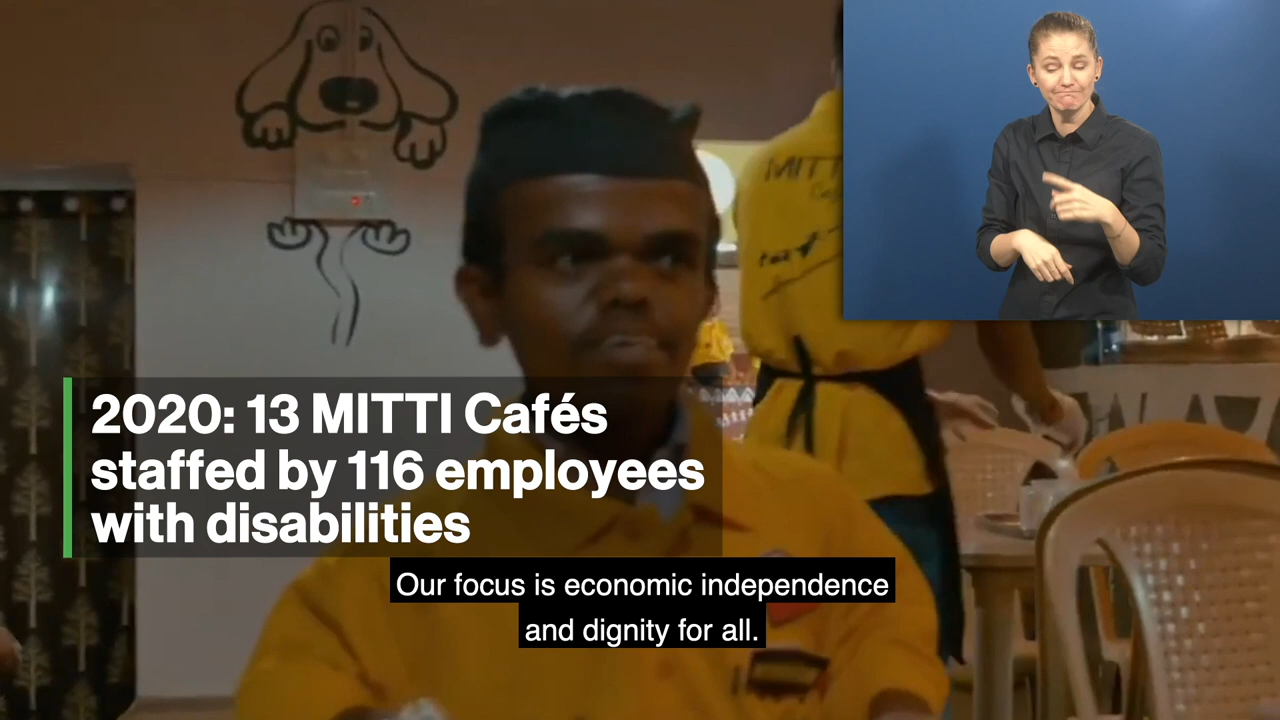 MITTI
2020: 13 MITTI Cafés
staffed by 116 employees
with disabilities
Our focus is economic independence
and dignity for all.